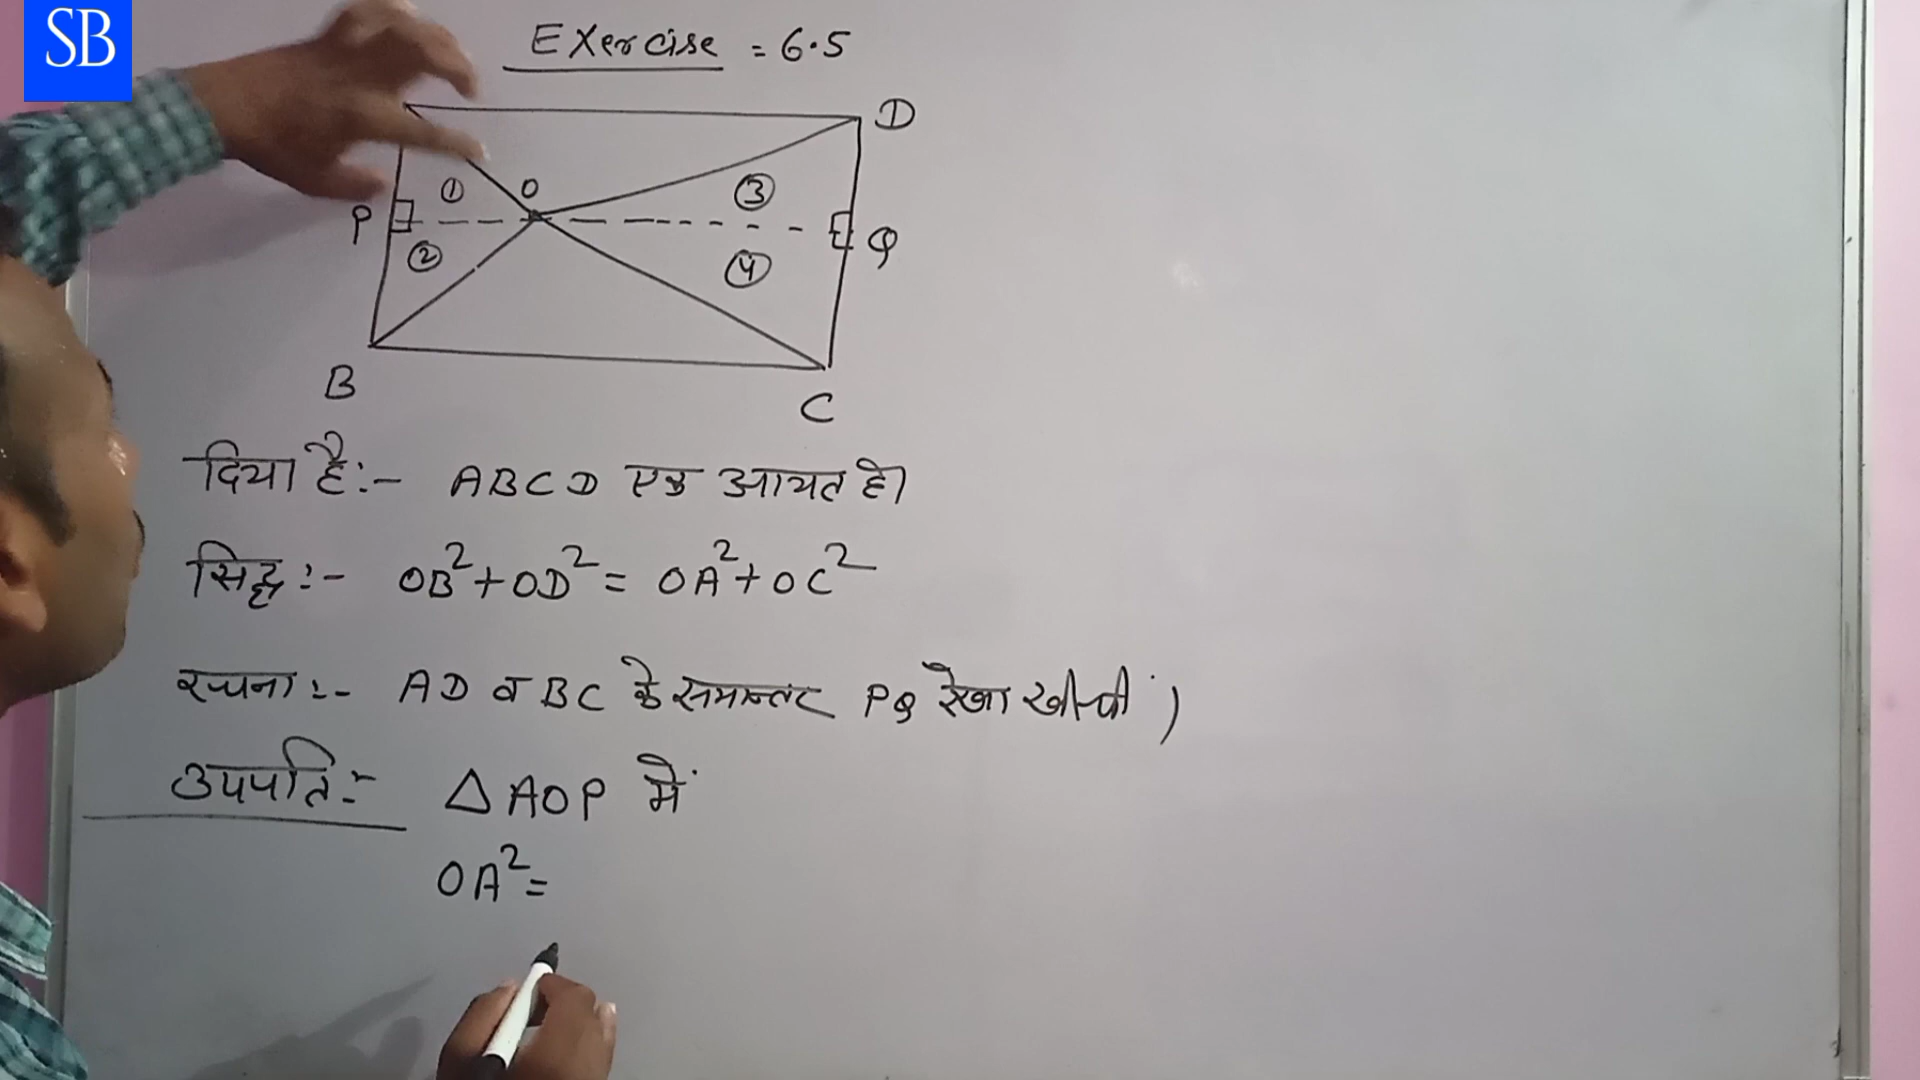 SB
Exercise = 6.5
D
① O ③
P Q
② ④
B
C
दिया है:- ABCD एक आयत है।
सिद्ध :- OB²+OD² = OA²+OC²
रचना :- AD व BC के समान्तर PQ रेखा खींची ।
उपपति :- △ AOP में
OA² =